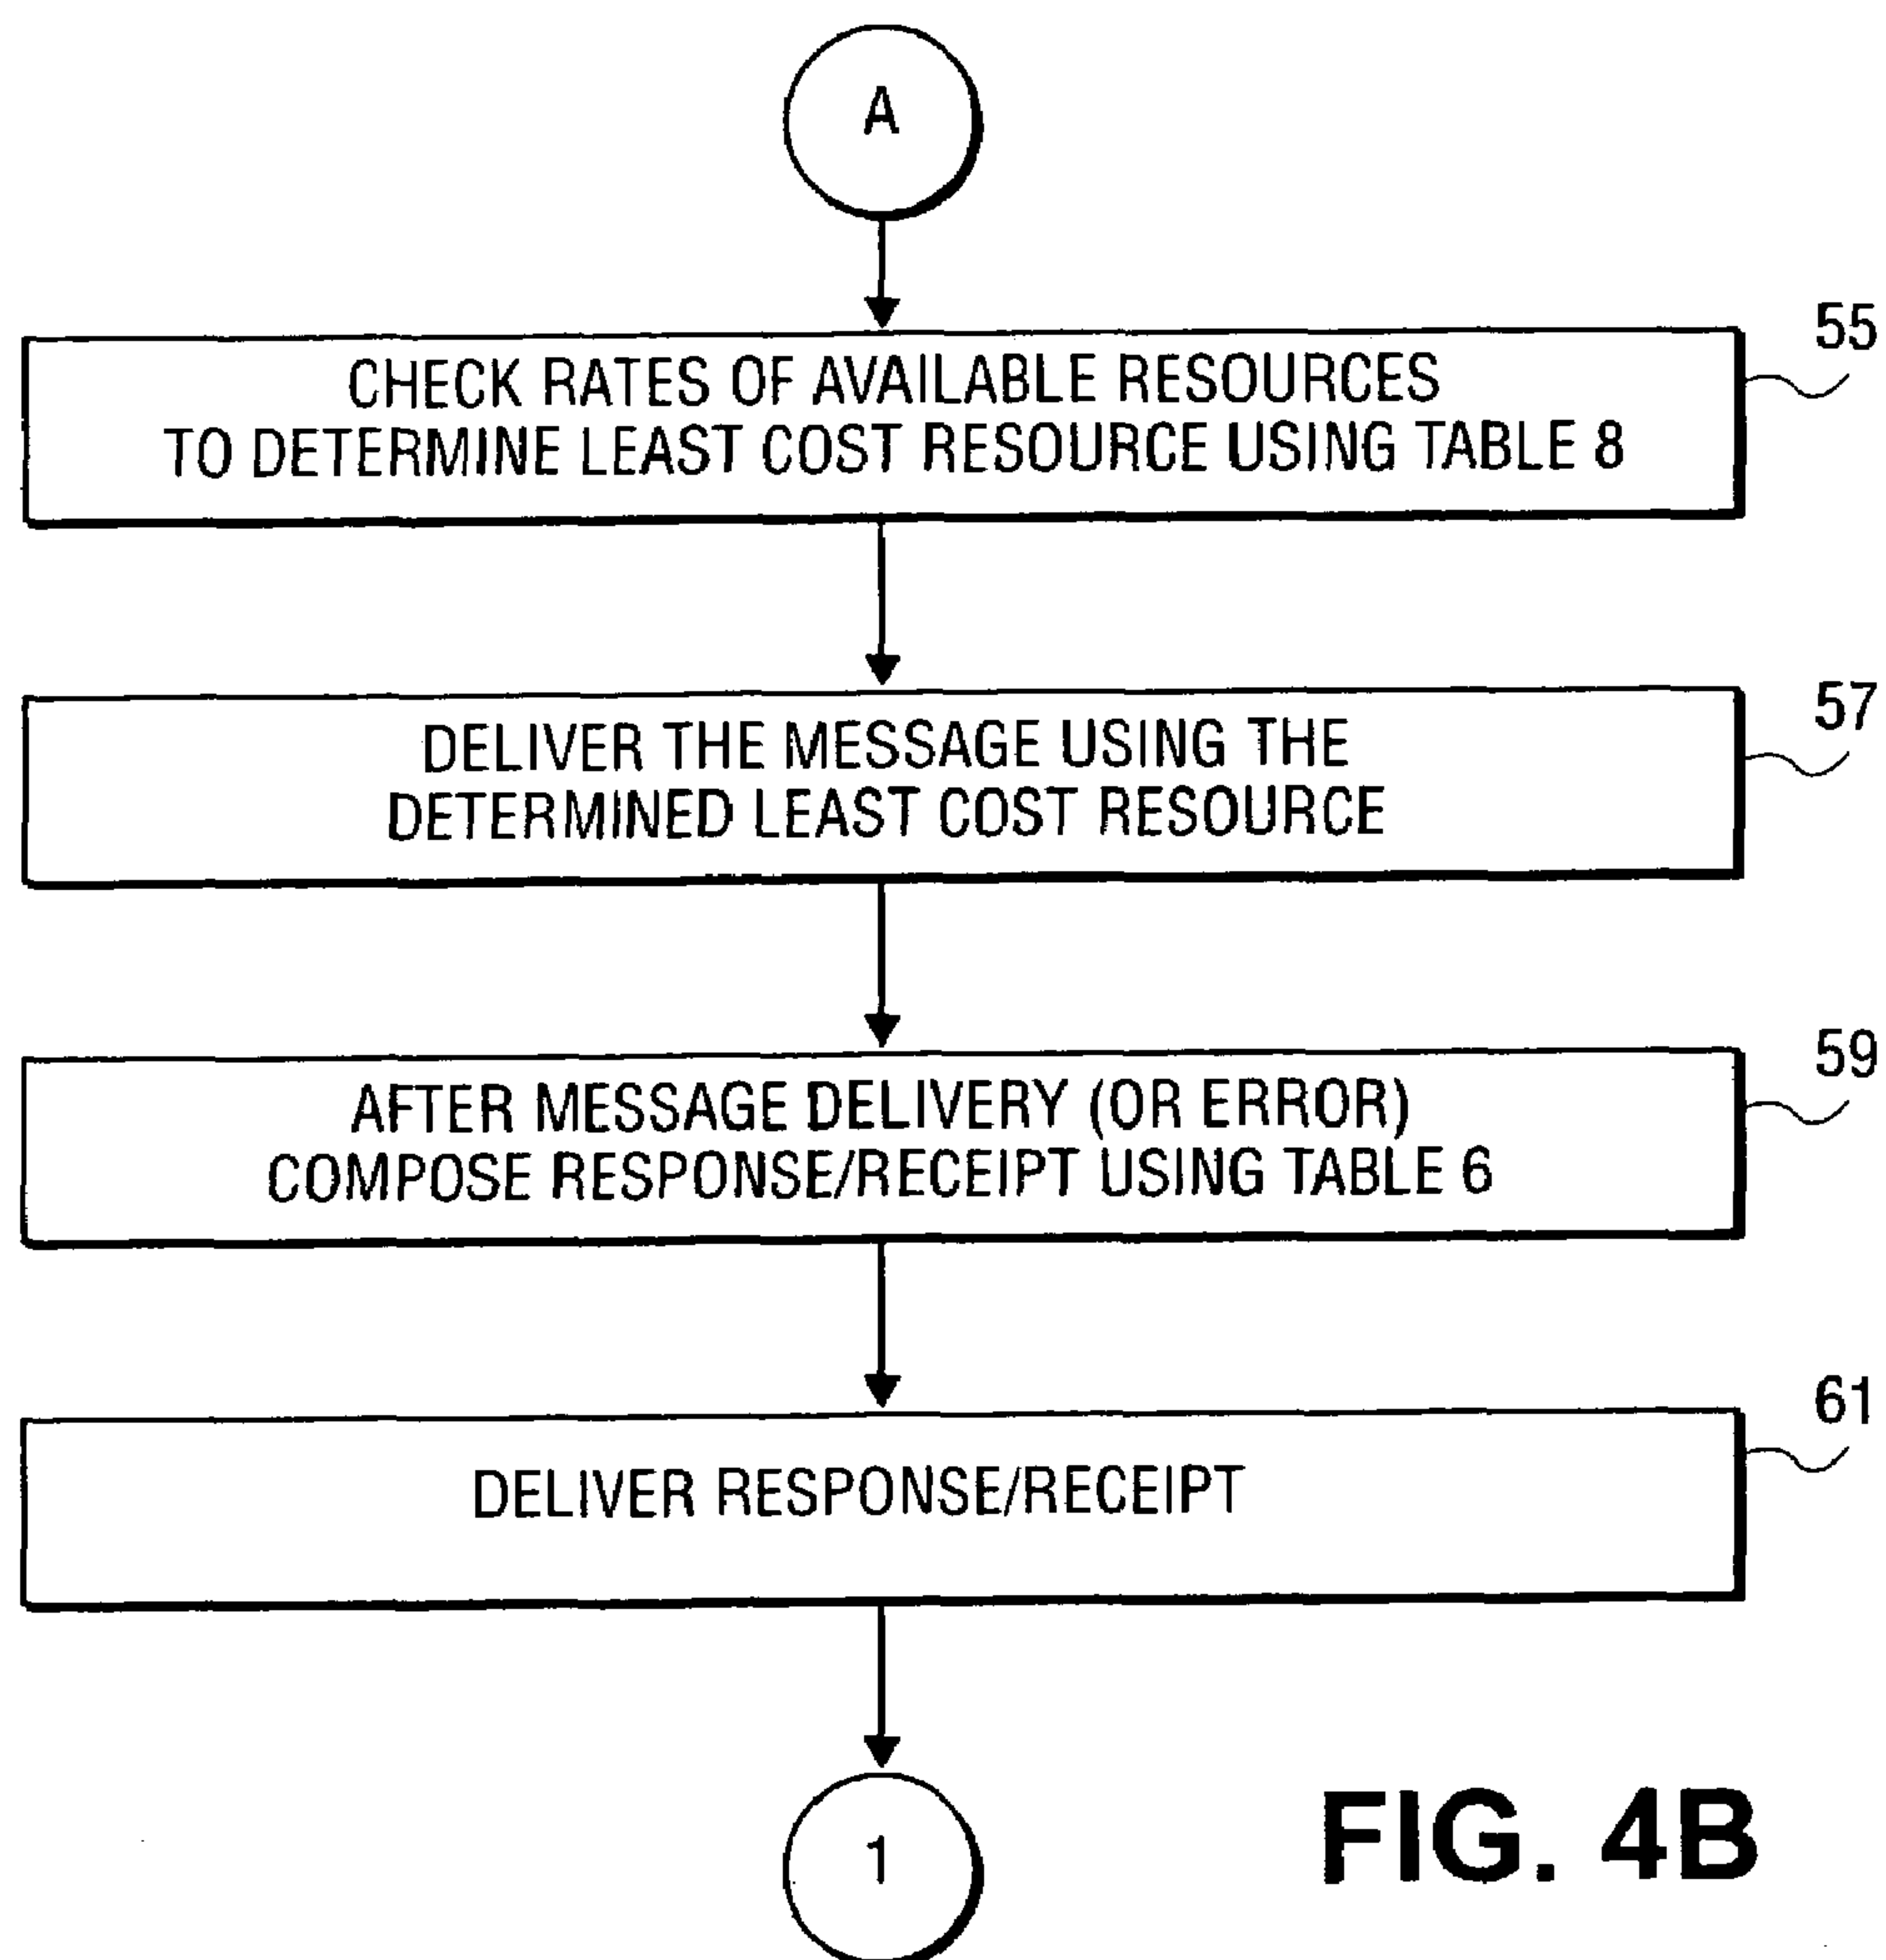 A
55
CHECK RATES OF AVAILABLE RESOURCES
TO DETERMINE LEAST COST RESOURCE USING TABLE 8
57
DELIVER THE MESSAGE USING THE
DETERMINED LEAST COST RESOURCE
59
AFTER MESSAGE DELIVERY (OR ERROR)
COMPOSE RESPONSE/RECEIPT USING TABLE 6
61
DELIVER RESPONSE/RECEIPT
1
FIG. 4B